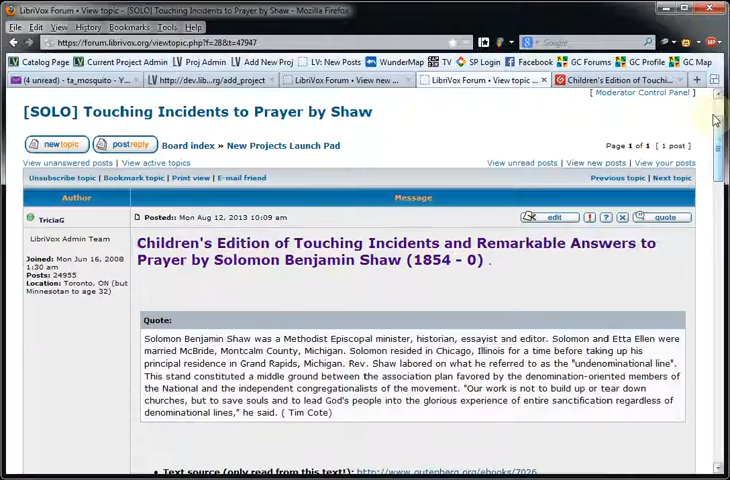 [SOLO] Touching Incidents to Prayer by Shaw - Mozilla Firefox
File Edit View History Bookmarks Tools Help
https://forum.librivox.org/viewtopic.php?f=28&t=47947
Google
Catalog Page Current Project Admin Proj Admin Add New Proj LV: New Posts WunderMap TV SP Login Facebook GC Forums GC Profile GC Map
(4 unread) - ta_mosquito - Y... http://dev.lib...rg/add_project LibriVox Forum • View new ... LibriVox Forum • View topic ... Children's Edition of Touchi...
[ Moderator Control Panel ]
[SOLO] Touching Incidents to Prayer by Shaw
newtopic postreply Board index » New Projects Launch Pad Page 1 of 1 [ 1 post ]
View unanswered posts | View active topics View unread posts | View new posts | View your posts
Unsubscribe topic | Bookmark topic | Print view | E-mail friend Previous topic | Next topic
Author Message
TriciaG Posted: Mon Aug 12, 2013 10:09 am edit ! ? x quote
LibriVox Admin Team
Joined: Mon Jun 16, 2008
1:30 am
Posts: 24955
Location: Toronto, ON (but
Minnesotan to age 32)
Children's Edition of Touching Incidents and Remarkable Answers to
Prayer by Solomon Benjamin Shaw (1854 - 0) .
Quote:
Solomon Benjamin Shaw was a Methodist Episcopal minister, historian, essayist and editor. Solomon and Etta Ellen were
married McBride, Montcalm County, Michigan. Solomon resided in Chicago, Illinois for a time before taking up his
principal residence in Grand Rapids, Michigan. Rev. Shaw labored on what he referred to as the "undenominational line".
This stand constituted a middle ground between the association plan favored by the denomination-oriented members of
the National and the independent congregationalists of the movement. "Our work is not to build up or tear down
churches, but to save souls and to lead God's people into the glorious experience of entire sanctification regardless of
denominational lines," he said. ( Tim Cote)
Text source (only read from this text!): http://www.gutenberg.org/ebooks/7026